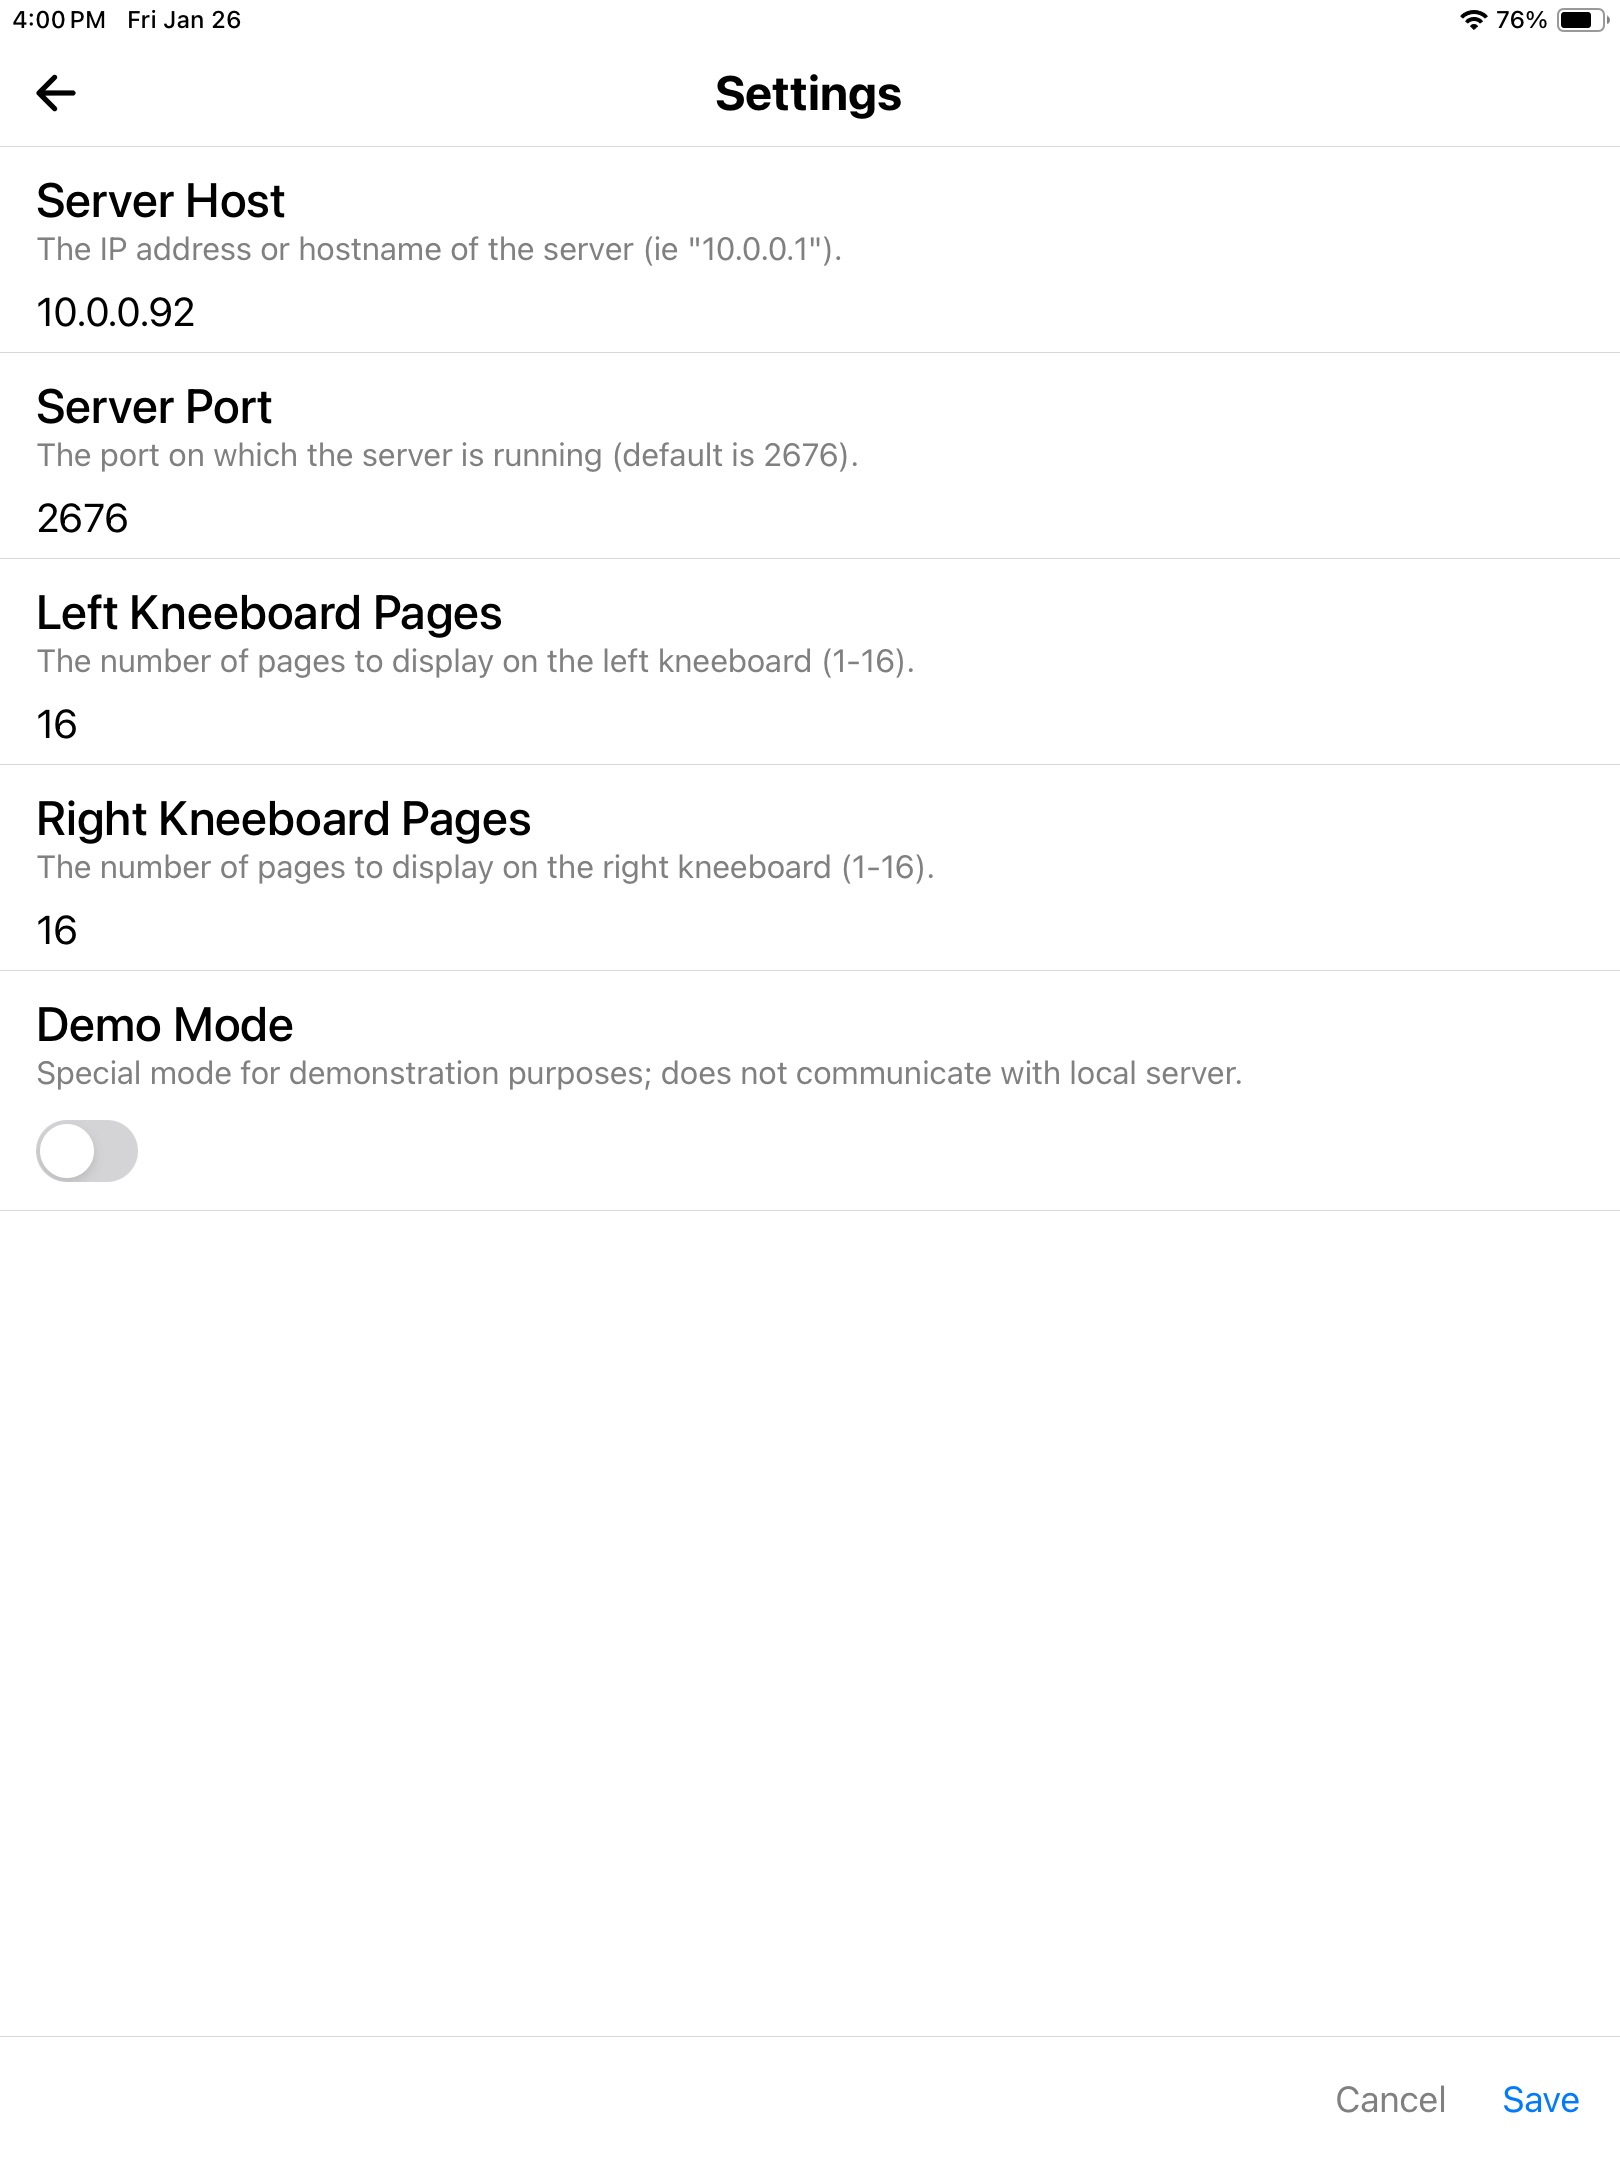 4:00 PM Fri Jan 26 76%
Settings
Server Host
The IP address or hostname of the server (ie "10.0.0.1").
10.0.0.92
Server Port
The port on which the server is running (default is 2676).
2676
Left Kneeboard Pages
The number of pages to display on the left kneeboard (1-16).
16
Right Kneeboard Pages
The number of pages to display on the right kneeboard (1-16).
16
Demo Mode
Special mode for demonstration purposes; does not communicate with local server.
Cancel Save